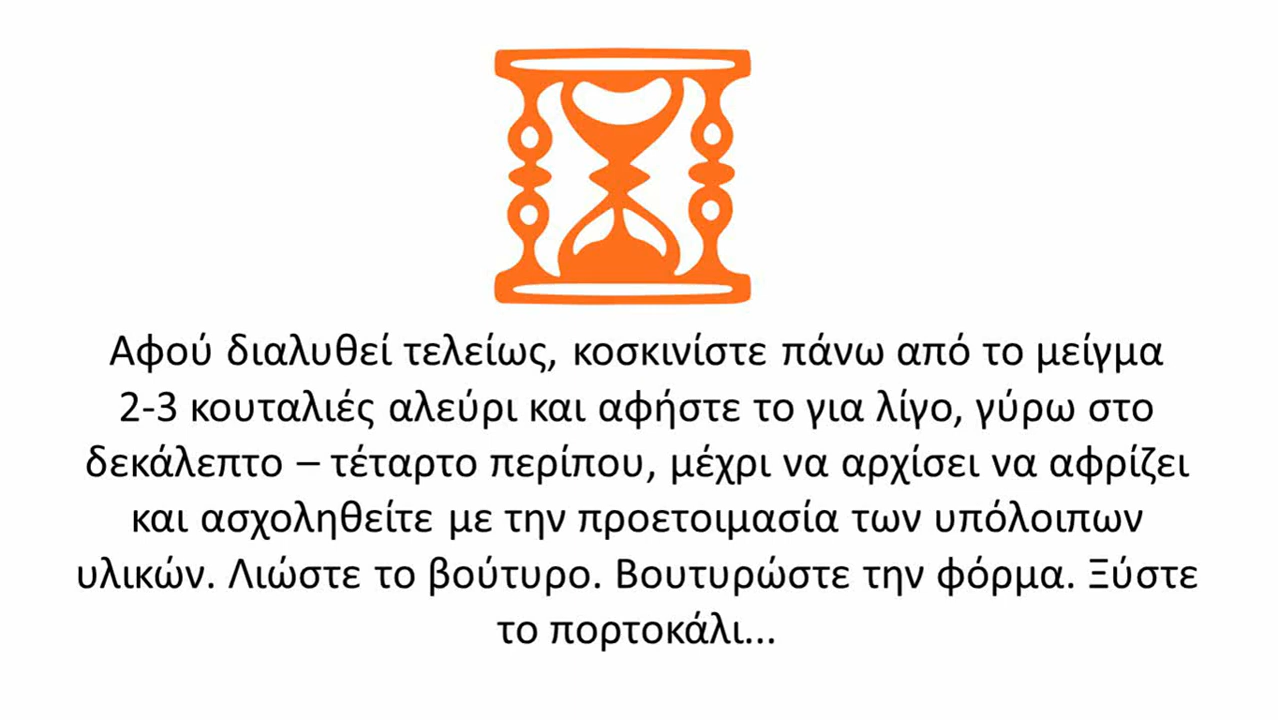 Αφού διαλυθεί τελείως, κοσκινίστε πάνω από το μείγμα
2-3 κουταλιές αλεύρι και αφήστε το για λίγο, γύρω στο
δεκάλεπτο – τέταρτο περίπου, μέχρι να αρχίσει να αφρίζει
και ασχοληθείτε με την προετοιμασία των υπόλοιπων
υλικών. Λιώστε το βούτυρο. Βουτυρώστε την φόρμα. Ξύστε
το πορτοκάλι...